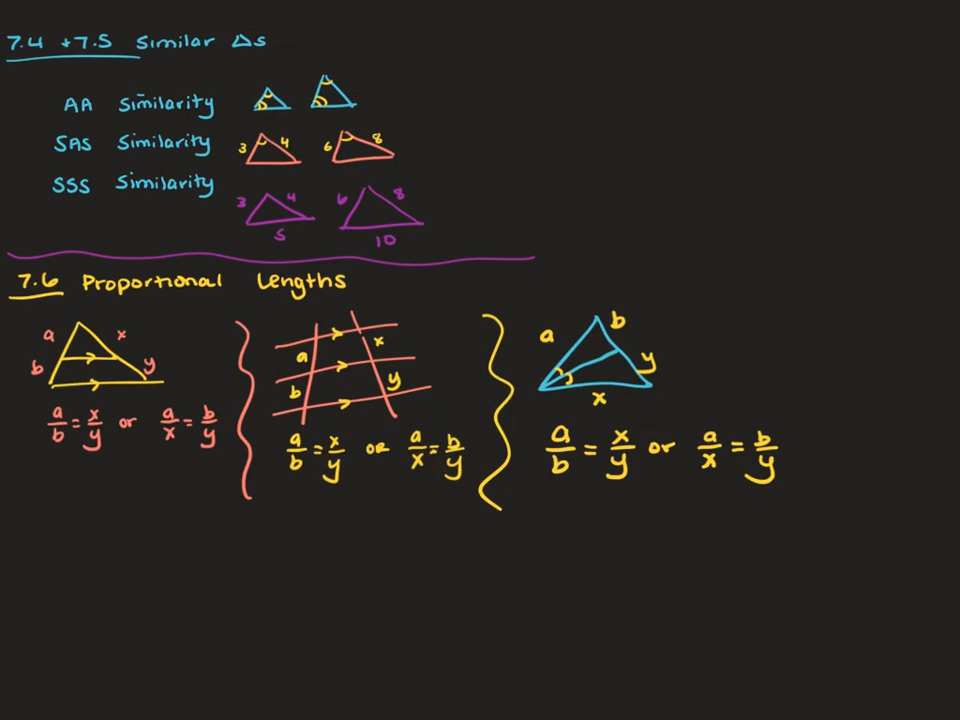 7.4 + 7.5 Similar Δs
AA Similarity
SAS Similarity
3 4 6 8
SSS Similarity
3 4 5 6 8 10
7.6 Proportional Lengths
a x b y
a/b = x/y or a/x = b/y
a x b y
a/b = x/y OR a/x = b/y
a b y x
a/b = x/y or a/x = b/y